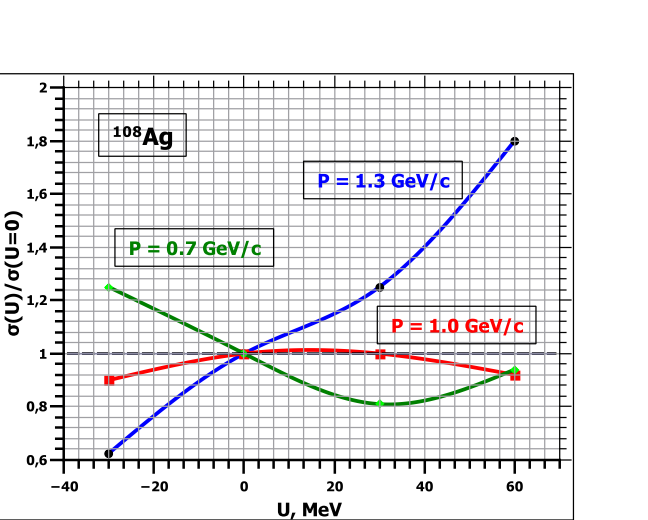 2
1,8
1,6
1,4
1,2
1
0,8
0,6
σ(U)/σ(U=0)
¹⁰⁸Ag
P = 1.3 GeV/c
P = 0.7 GeV/c
P = 1.0 GeV/c
−40 −20 0 20 40 60
U, MeV